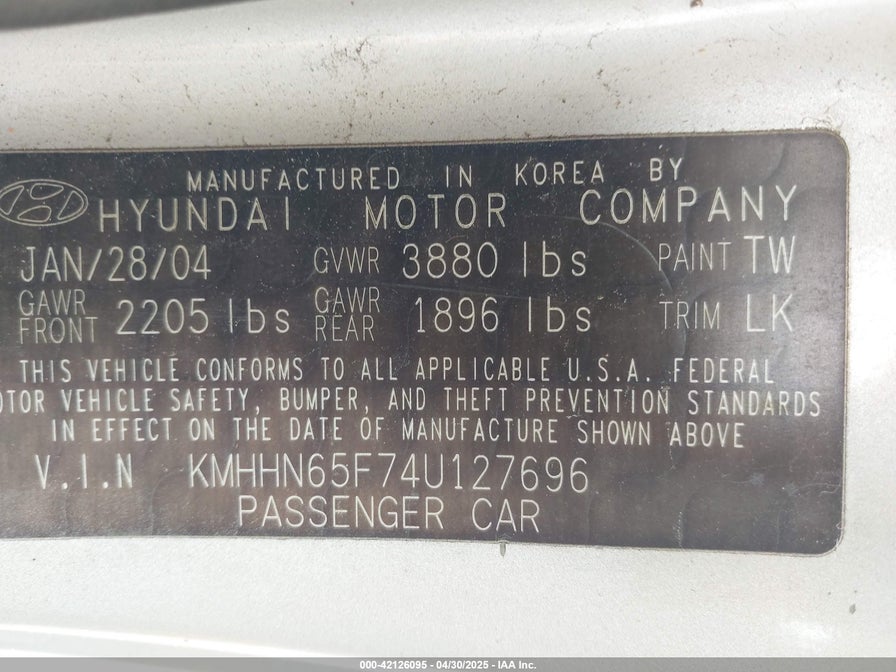 MANUFACTURED IN KOREA BY
HYUNDAI MOTOR COMPANY
JAN/28/04 GVWR 3880 lbs PAINT TW
GAWR FRONT 2205 lbs GAWR REAR 1896 lbs TRIM LK
THIS VEHICLE CONFORMS TO ALL APPLICABLE U.S.A. FEDERAL
OTOR VEHICLE SAFETY, BUMPER, AND THEFT PREVENTION STANDARDS
IN EFFECT ON THE DATE OF MANUFACTURE SHOWN ABOVE
V.I.N KMHHN65F74U127696
PASSENGER CAR
000-42126095 - 04/30/2025 - IAA Inc.